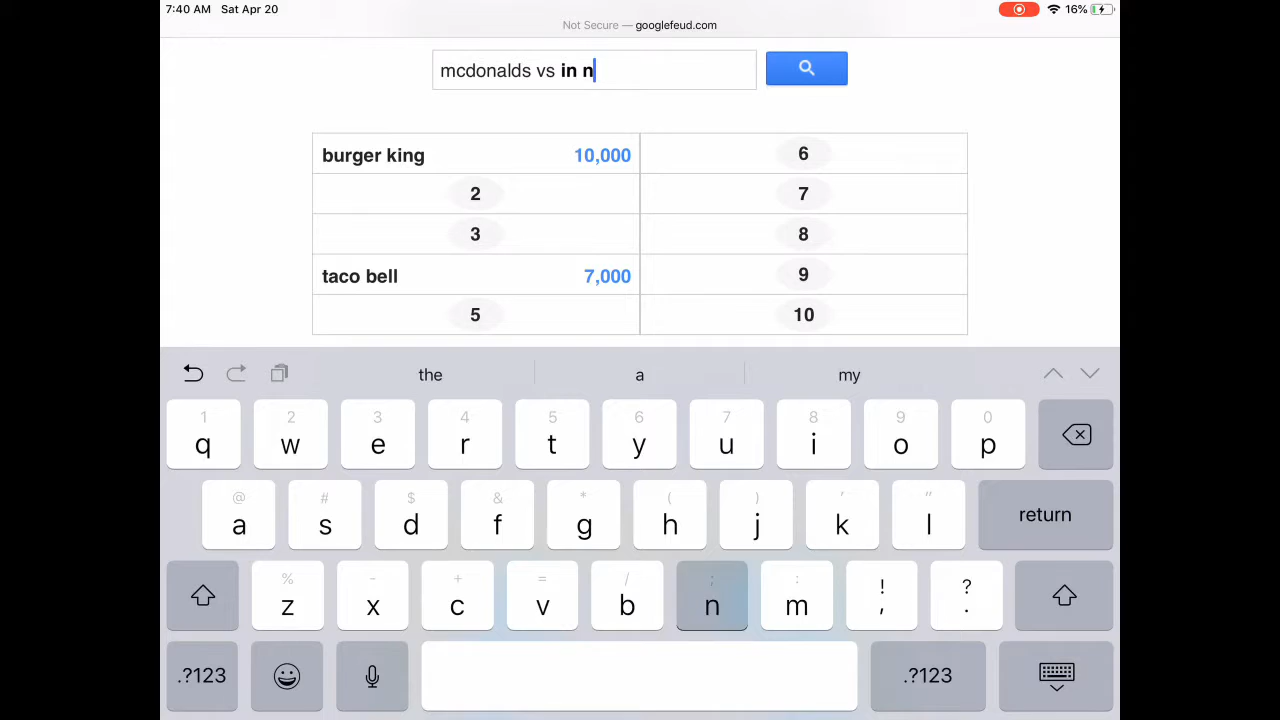 7:40 AM Sat Apr 20
16%
Not Secure — googlefeud.com
mcdonalds vs in n
burger king 10,000 6
2 7
3 8
taco bell 7,000 9
5 10
the a my
1 2 3 4 5 6 7 8 9 0
q w e r t y u i o p
@ # $ & * ( ) ' "
a s d f g h j k l return
% - + = / ; : ! ?
z x c v b n m , .
.?123 .?123